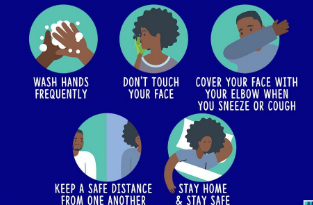 WASH HANDS
FREQUENTLY
DON'T TOUCH
YOUR FACE
COVER YOUR FACE WITH
YOUR ELBOW WHEN
YOU SNEEZE OR COUGH
KEEP A SAFE DISTANCE
FROM ONE ANOTHER
STAY HOME
& STAY SAFE